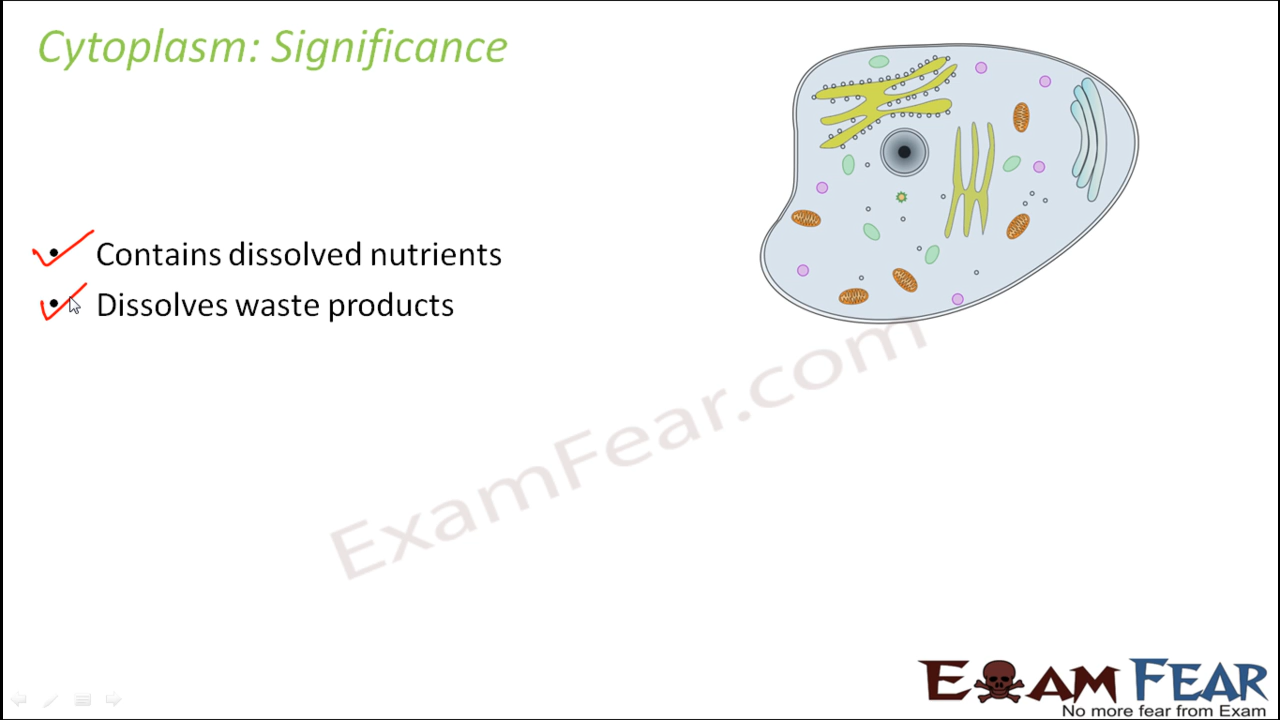 Cytoplasm: Significance
• Contains dissolved nutrients
• Dissolves waste products
ExamFear.com
EXAM FEAR
No more fear from Exam